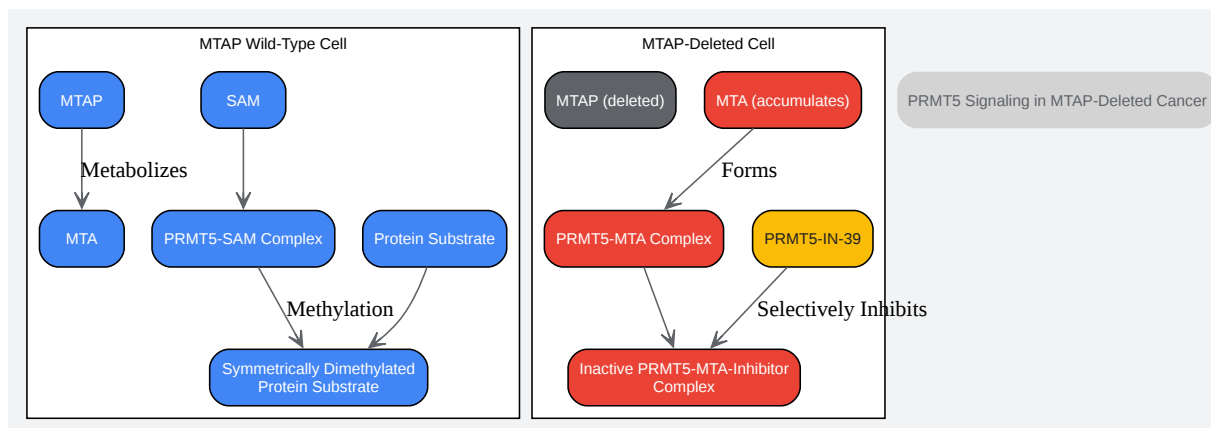 MTAP Wild-Type Cell
MTAP
SAM
Metabolizes
MTA
PRMT5-SAM Complex
Protein Substrate
Methylation
Symmetrically Dimethylated
Protein Substrate
MTAP-Deleted Cell
MTAP (deleted)
MTA (accumulates)
Forms
PRMT5-MTA Complex
PRMT5-IN-39
Selectively Inhibits
Inactive PRMT5-MTA-Inhibitor
Complex
PRMT5 Signaling in MTAP-Deleted Cancer